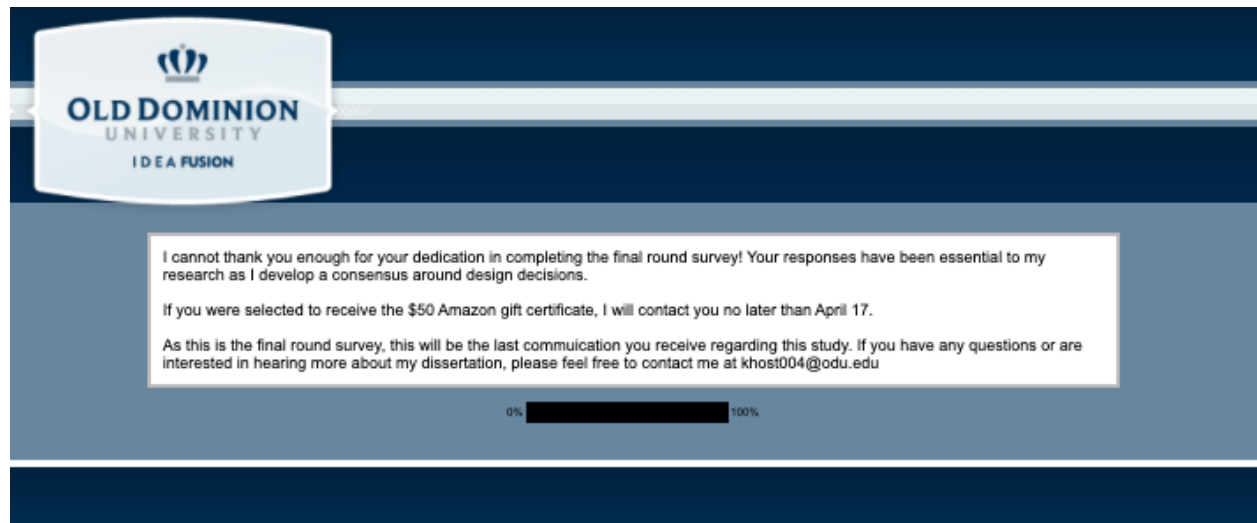 OLD DOMINION
UNIVERSITY
IDEA FUSION
I cannot thank you enough for your dedication in completing the final round survey! Your responses have been essential to my
research as I develop a consensus around design decisions.
If you were selected to receive the $50 Amazon gift certificate, I will contact you no later than April 17.
As this is the final round survey, this will be the last commuication you receive regarding this study. If you have any questions or are
interested in hearing more about my dissertation, please feel free to contact me at khost004@odu.edu
0% 100%